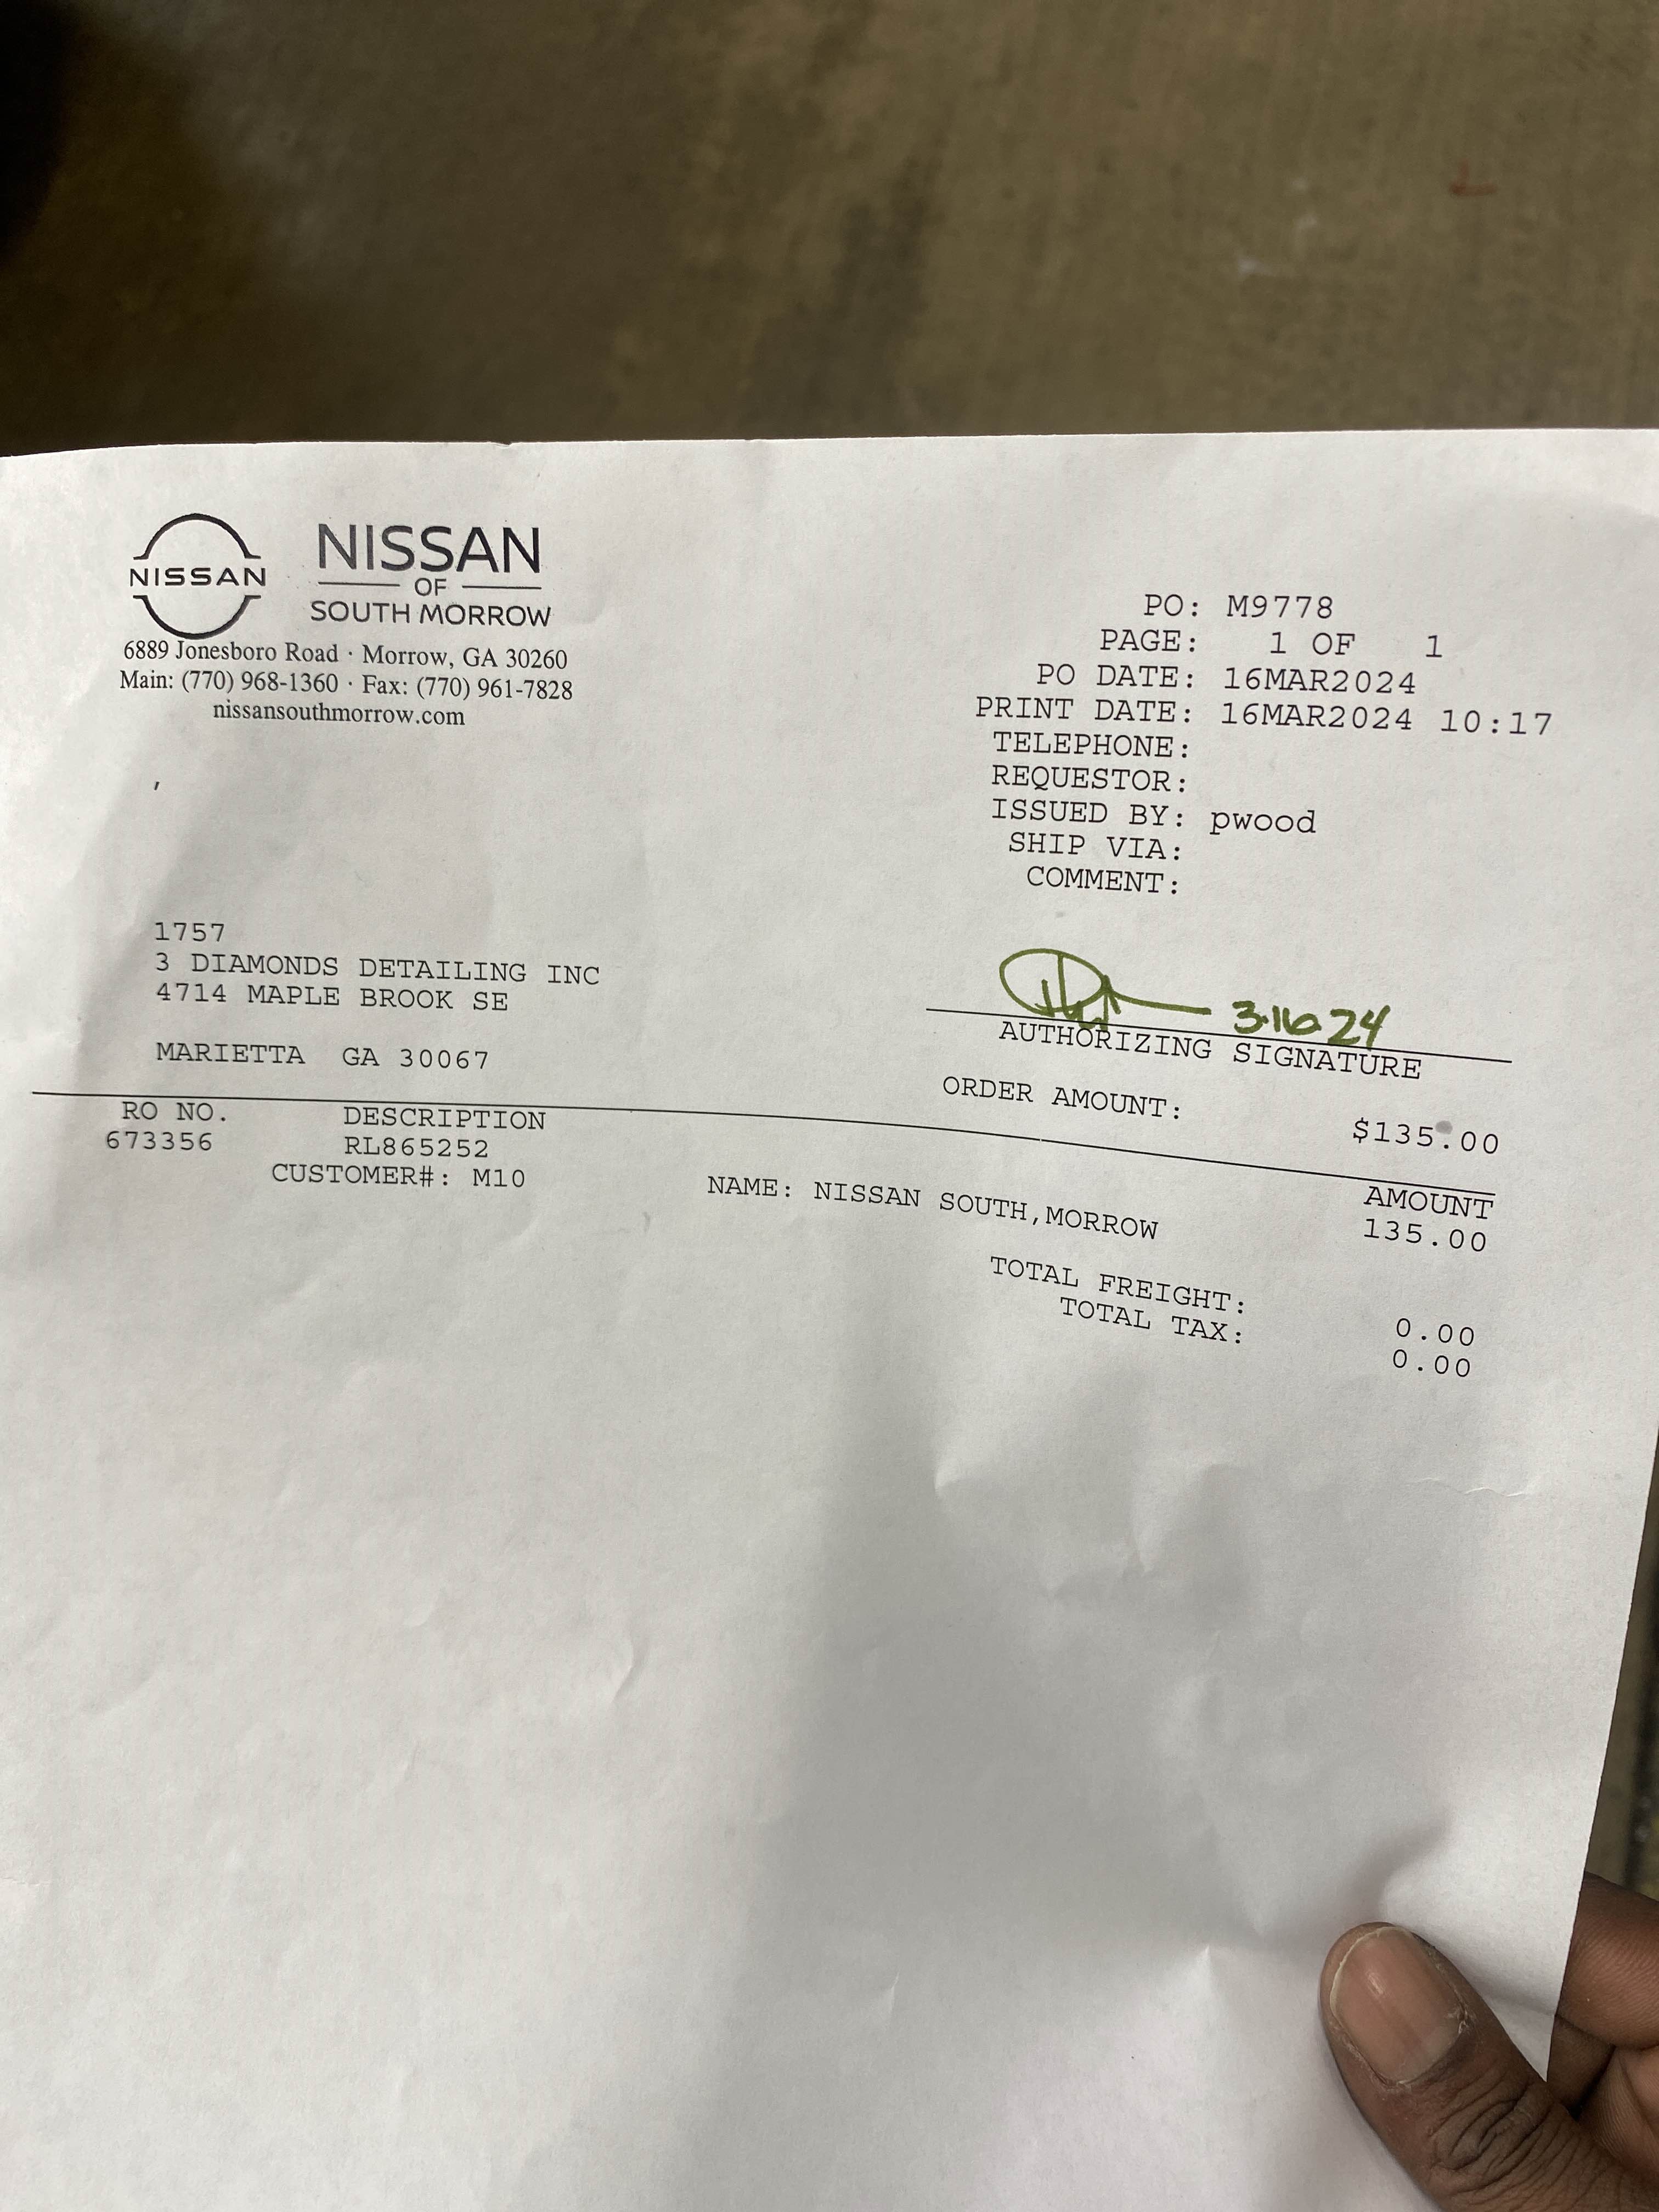 NISSAN
NISSAN
OF
SOUTH MORROW
6889 Jonesboro Road · Morrow, GA 30260
Main: (770) 968-1360 · Fax: (770) 961-7828
nissansouthmorrow.com
PO: M9778
PAGE: 1 OF 1
PO DATE: 16MAR2024
PRINT DATE: 16MAR2024 10:17
TELEPHONE:
REQUESTOR:
ISSUED BY: pwood
SHIP VIA:
COMMENT:
1757
3 DIAMONDS DETAILING INC
4714 MAPLE BROOK SE
MARIETTA GA 30067
3.16.24
AUTHORIZING SIGNATURE
ORDER AMOUNT: $135.00
RO NO. DESCRIPTION AMOUNT
673356 RL865252 135.00
CUSTOMER#: M10 NAME: NISSAN SOUTH,MORROW
TOTAL FREIGHT: 0.00
TOTAL TAX: 0.00